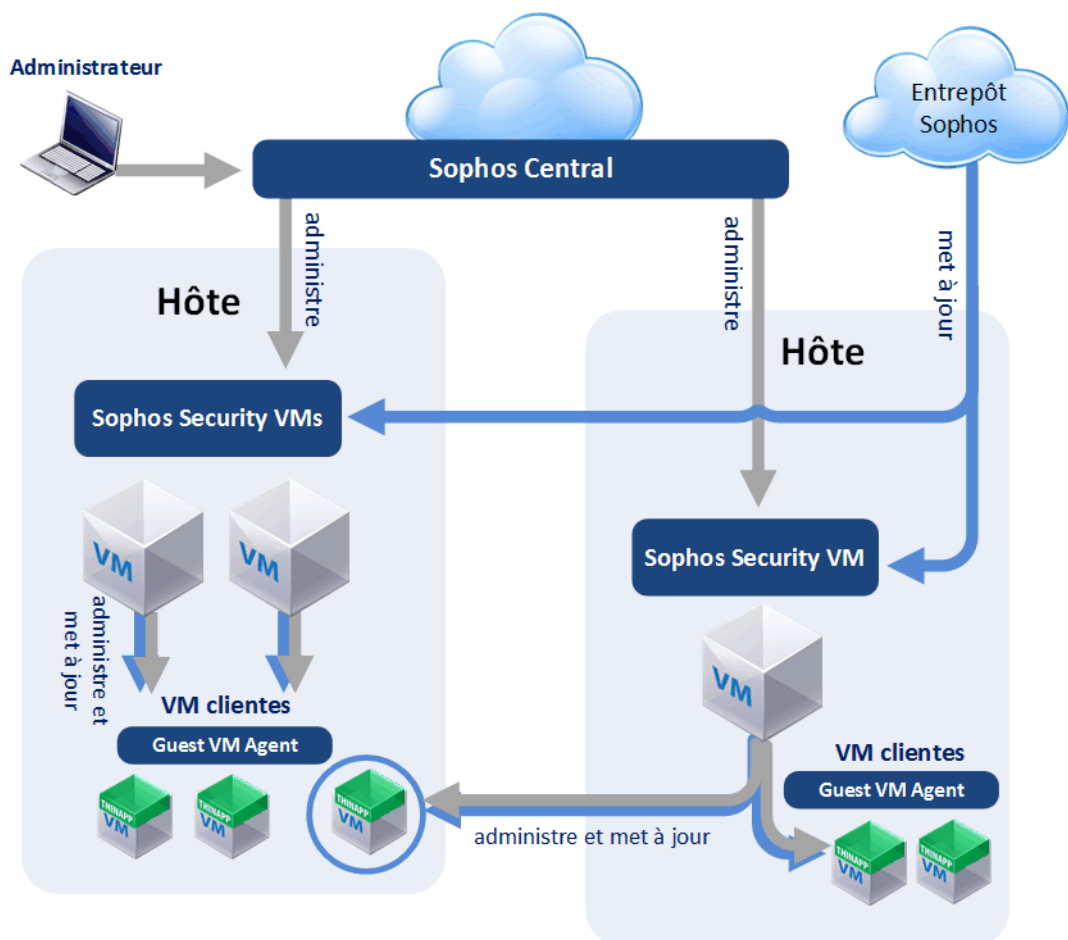 Administrateur
Entrepôt
Sophos
Sophos Central
administre
administre
met à jour
Hôte
Hôte
Sophos Security VMs
Sophos Security VM
VM
VM
VM
administre et
met à jour
VM clientes
Guest VM Agent
VM clientes
Guest VM Agent
THINAPP
VM
THINAPP
VM
THINAPP
VM
administre et met à jour
THINAPP
VM
THINAPP
VM